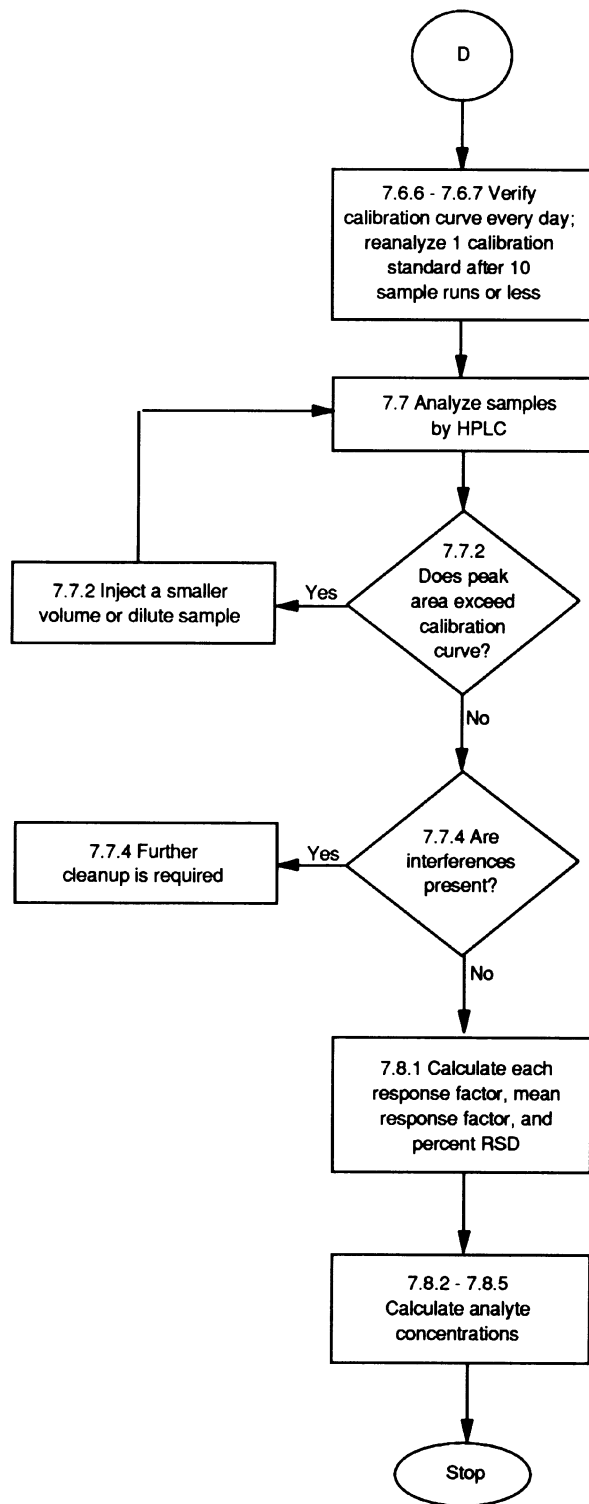 D
7.6.6 - 7.6.7 Verify
calibration curve every day;
reanalyze 1 calibration
standard after 10
sample runs or less
7.7 Analyze samples
by HPLC
7.7.2
Does peak
area exceed
calibration
curve?
Yes
7.7.2 Inject a smaller
volume or dilute sample
No
7.7.4 Are
interferences
present?
Yes
7.7.4 Further
cleanup is required
No
7.8.1 Calculate each
response factor, mean
response factor, and
percent RSD
7.8.2 - 7.8.5
Calculate analyte
concentrations
Stop